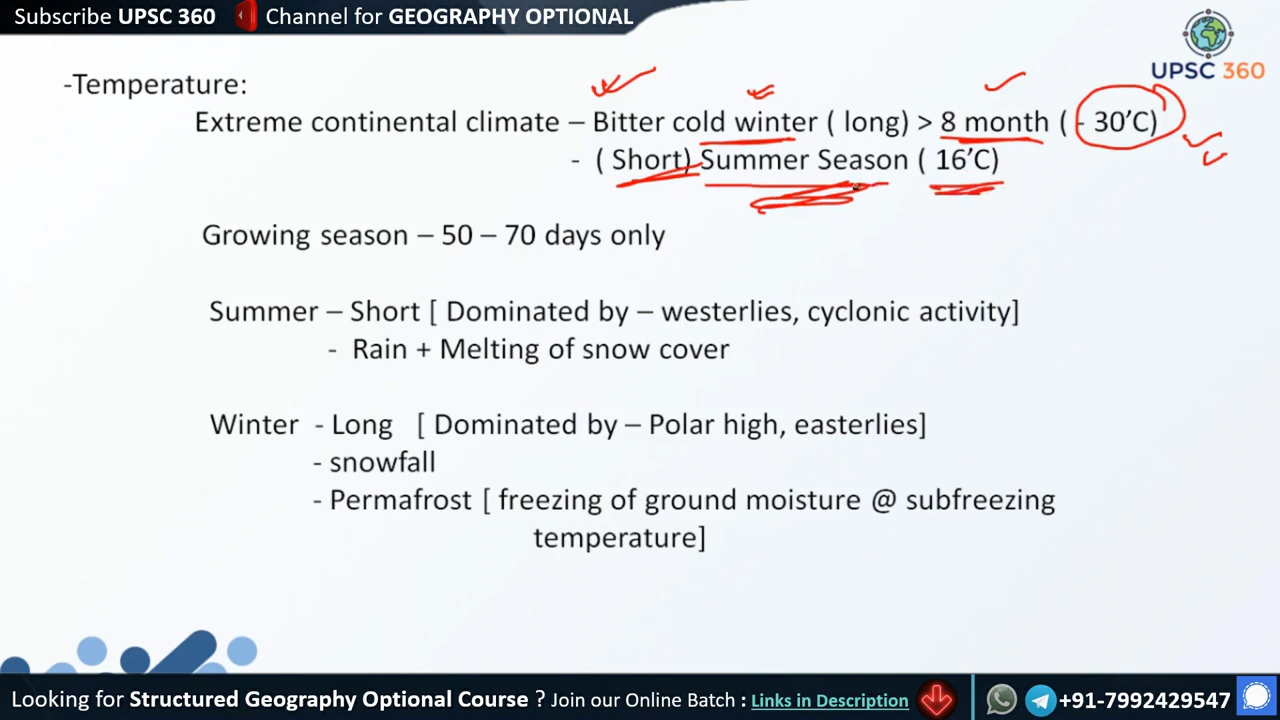 Subscribe UPSC 360 Channel for GEOGRAPHY OPTIONAL
UPSC 360
-Temperature:
Extreme continental climate – Bitter cold winter ( long) > 8 month ( - 30’C)
- ( Short) Summer Season ( 16’C)
Growing season – 50 – 70 days only
Summer – Short [ Dominated by – westerlies, cyclonic activity]
- Rain + Melting of snow cover
Winter - Long [ Dominated by – Polar high, easterlies]
- snowfall
- Permafrost [ freezing of ground moisture @ subfreezing
temperature]
Looking for Structured Geography Optional Course ? Join our Online Batch : Links in Description
+91-7992429547